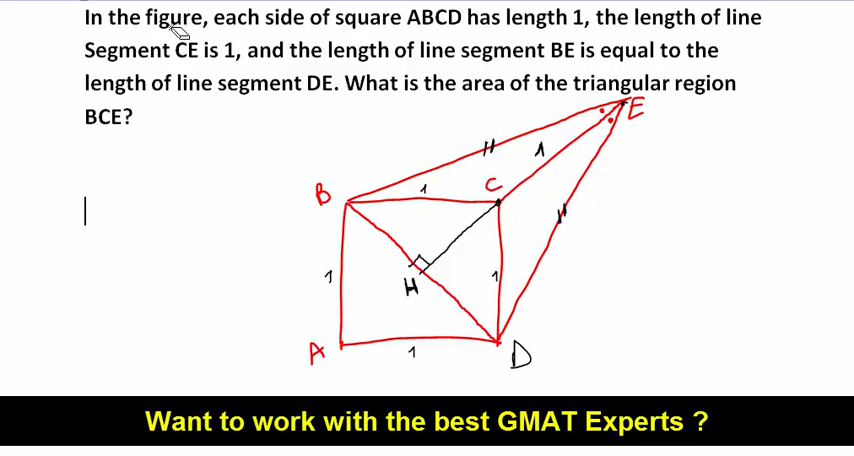 In the figure, each side of square ABCD has length 1, the length of line
Segment CE is 1, and the length of line segment BE is equal to the
length of line segment DE. What is the area of the triangular region
BCE?
E
1
B
1
C
1
H
1
A
1
D
Want to work with the best GMAT Experts ?